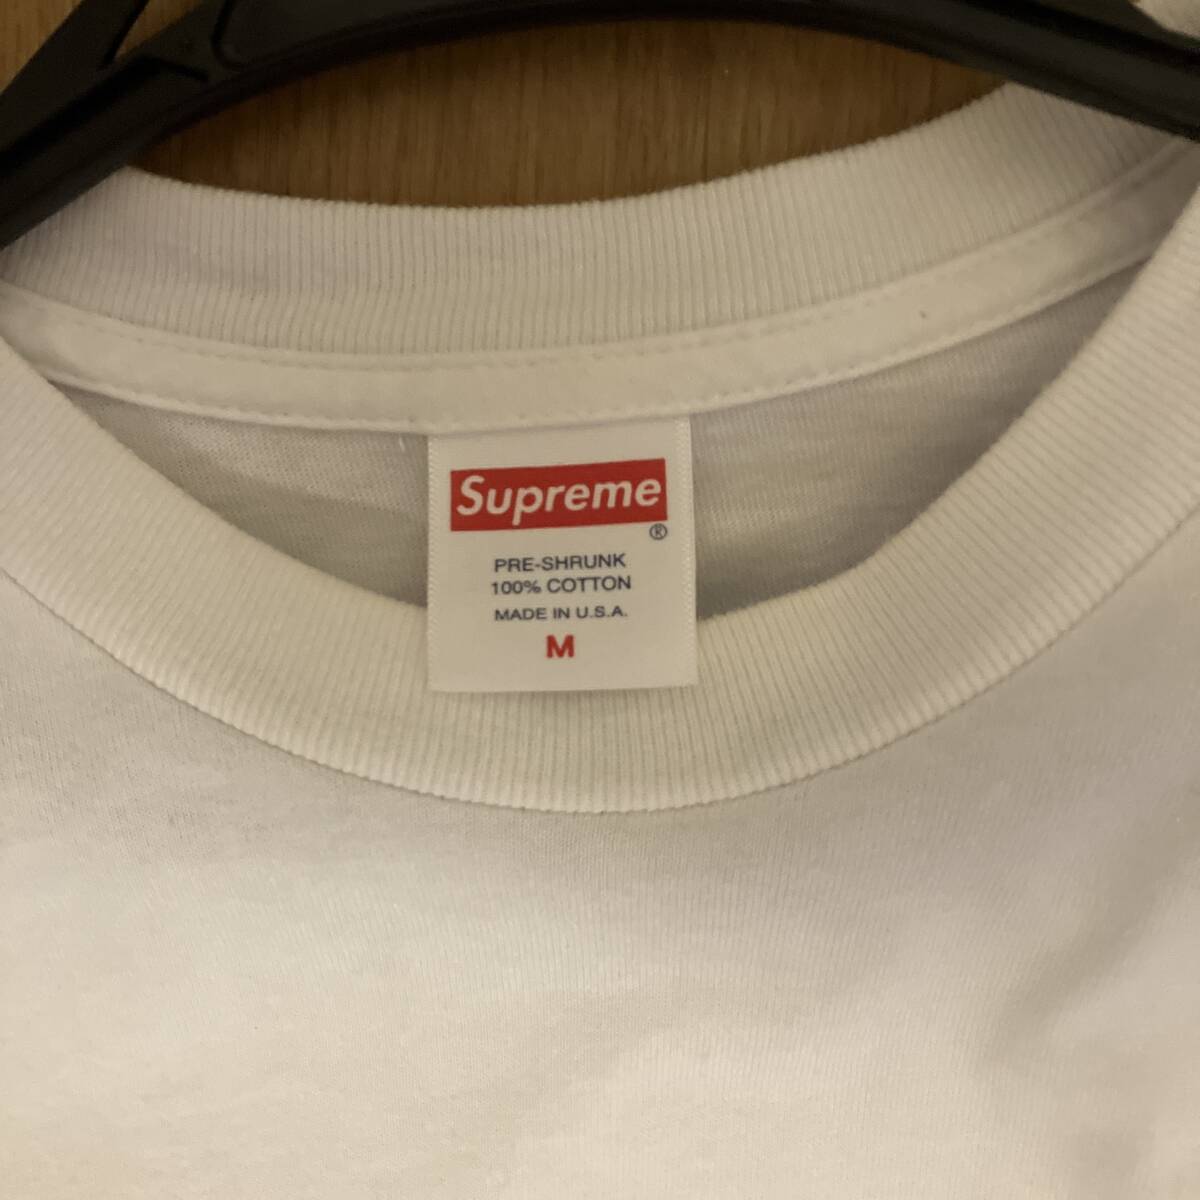 Supreme
®
PRE-SHRUNK
100% COTTON
MADE IN U.S.A.
M